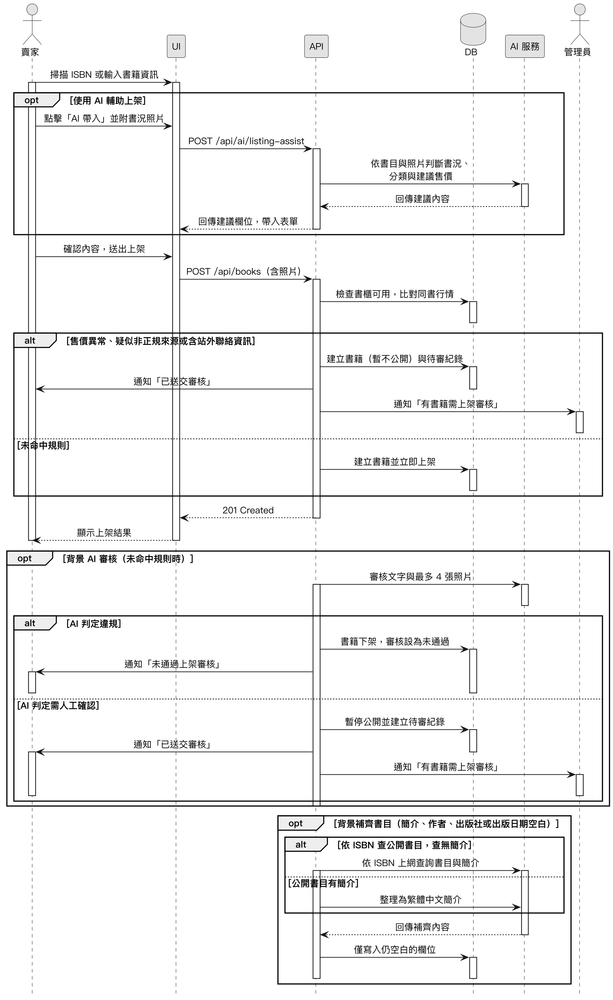 賣家
UI
API
DB
AI 服務
管理員
掃描 ISBN 或輸入書籍資訊
opt [使用 AI 輔助上架]
點擊「AI 帶入」並附書況照片
POST /api/ai/listing-assist
依書目與照片判斷書況、
分類與建議售價
回傳建議內容
回傳建議欄位，帶入表單
確認內容，送出上架
POST /api/books（含照片）
檢查書櫃可用，比對同書行情
alt [售價異常、疑似非正規來源或含站外聯絡資訊]
建立書籍（暫不公開）與待審紀錄
通知「已送交審核」
通知「有書籍需上架審核」
[未命中規則]
建立書籍並立即上架
201 Created
顯示上架結果
opt [背景 AI 審核（未命中規則時）]
審核文字與最多 4 張照片
alt [AI 判定違規]
書籍下架，審核設為未通過
通知「未通過上架審核」
[AI 判定需人工確認]
暫停公開並建立待審紀錄
通知「已送交審核」
通知「有書籍需上架審核」
opt [背景補齊書目（簡介、作者、出版社或出版日期空白）]
alt [依 ISBN 查公開書目，查無簡介]
依 ISBN 上網查詢書目與簡介
[公開書目有簡介]
整理為繁體中文簡介
回傳補齊內容
僅寫入仍空白的欄位